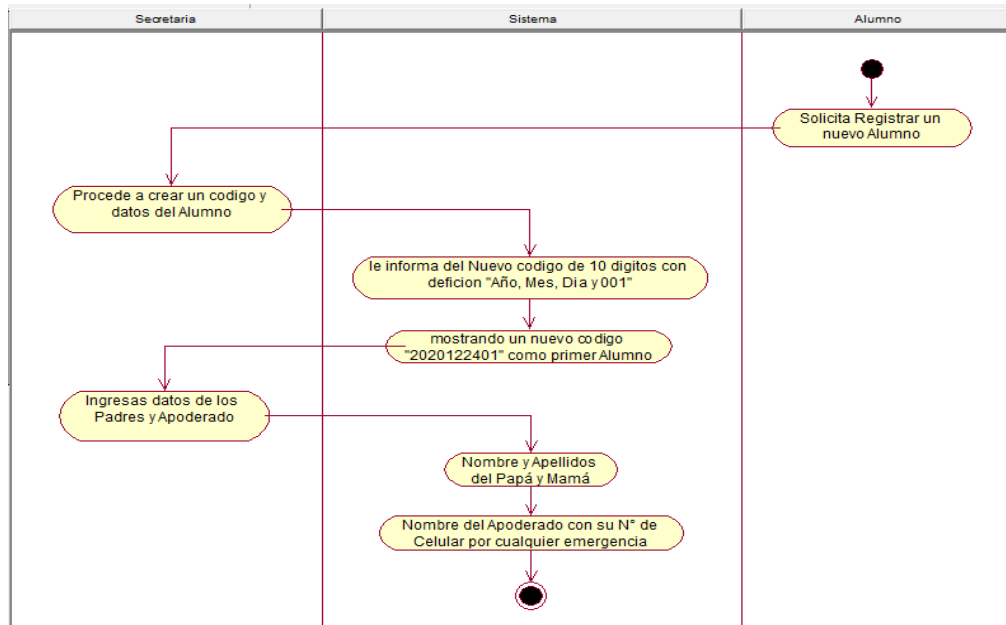 Secretaria
Sistema
Alumno
Solicita Registrar un
nuevo Alumno
Procede a crear un codigo y
datos del Alumno
le informa del Nuevo codigo de 10 digitos con
deficion "Año, Mes, Dia y 001"
mostrando un nuevo codigo
"2020122401" como primer Alumno
Ingresas datos de los
Padres y Apoderado
Nombre y Apellidos
del Papá y Mamá
Nombre del Apoderado con su N° de
Celular por cualquier emergencia